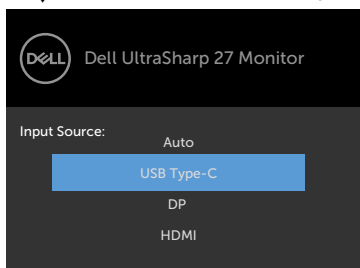 DELL
Dell UltraSharp 27 Monitor
Input Source:
Auto
USB Type-C
DP
HDMI